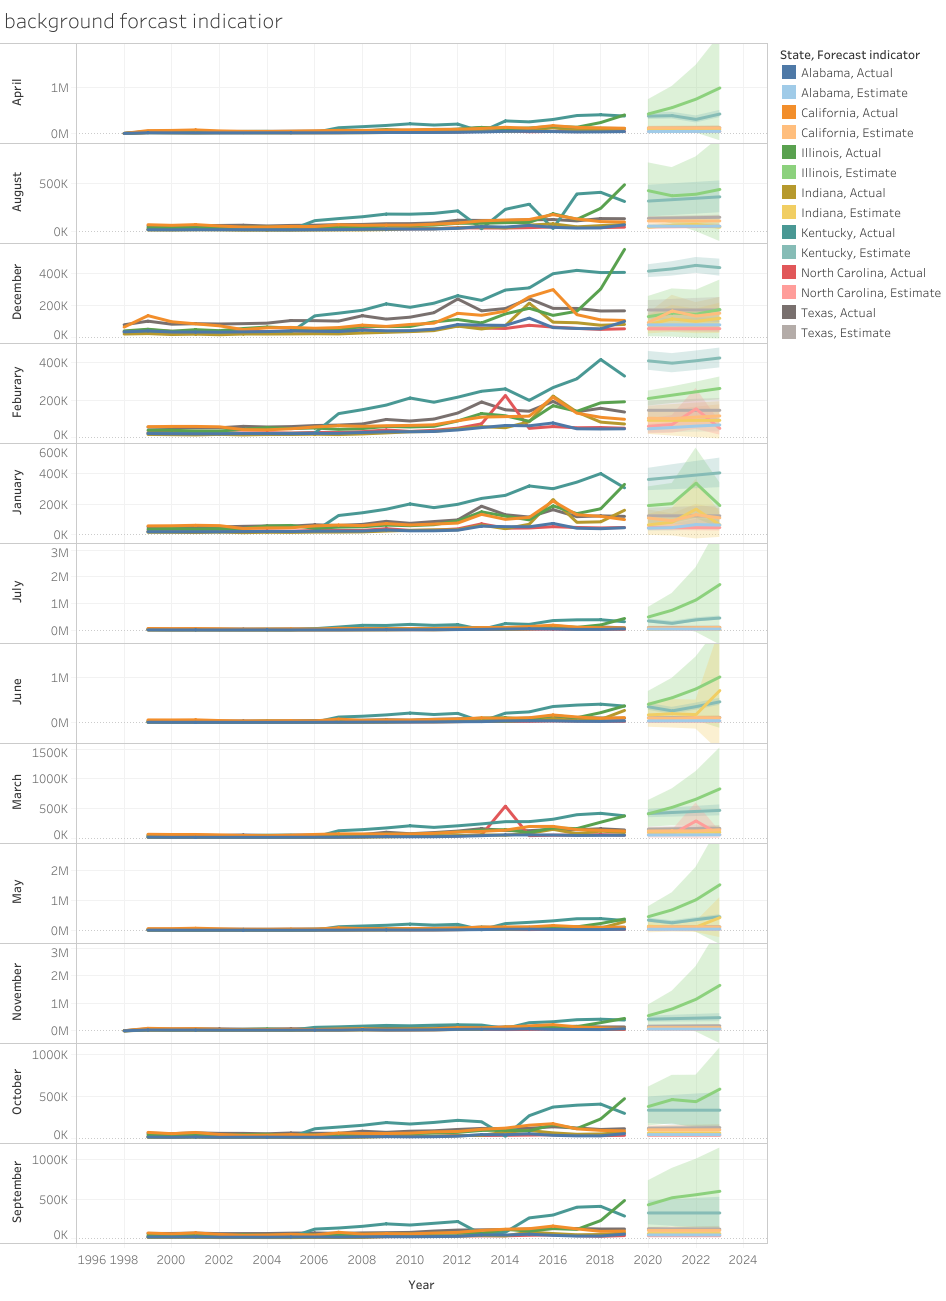 background forcast indicatior
State, Forecast indicator
Alabama, Actual
Alabama, Estimate
California, Actual
California, Estimate
Illinois, Actual
Illinois, Estimate
Indiana, Actual
Indiana, Estimate
Kentucky, Actual
Kentucky, Estimate
North Carolina, Actual
North Carolina, Estimate
Texas, Actual
Texas, Estimate
April
1M
0M
August
500K
0K
December
400K
200K
0K
Feburary
400K
200K
0K
January
600K
400K
200K
0K
July
3M
2M
1M
0M
June
1M
0M
March
1500K
1000K
500K
0K
May
2M
1M
0M
November
3M
2M
1M
0M
October
1000K
500K
0K
September
1000K
500K
0K
1996 1998 2000 2002 2004 2006 2008 2010 2012 2014 2016 2018 2020 2022 2024
Year